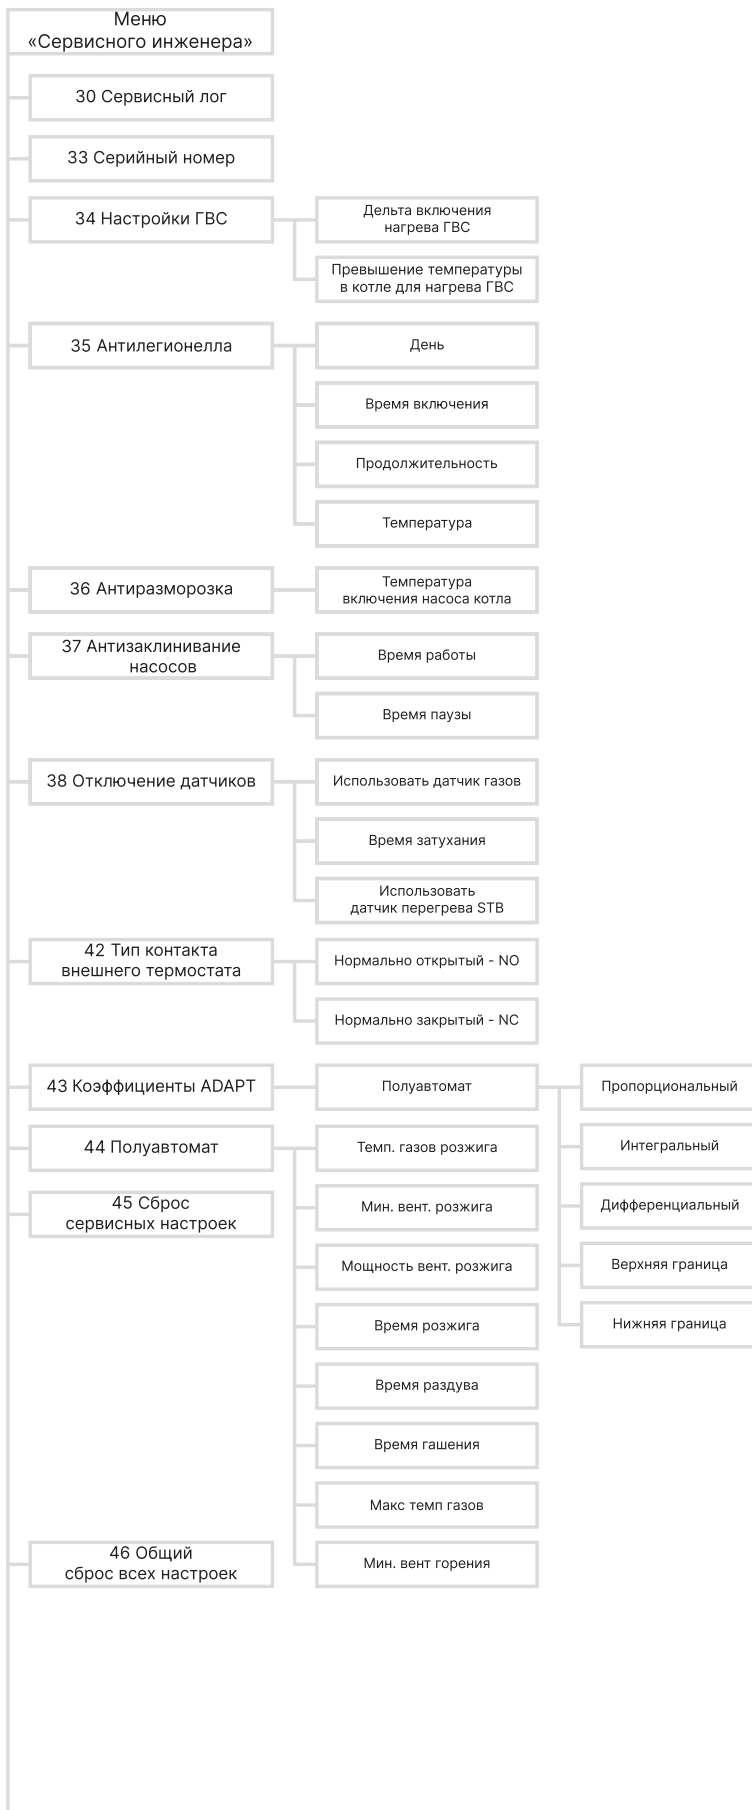 Меню
«Сервисного инженера»
30 Сервисный лог
33 Серийный номер
34 Настройки ГВС
Дельта включения
нагрева ГВС
Превышение температуры
в котле для нагрева ГВС
35 Антилегионелла
День
Время включения
Продолжительность
Температура
36 Антиразморозка
Температура
включения насоса котла
37 Антизаклинивание
насосов
Время работы
Время паузы
38 Отключение датчиков
Использовать датчик газов
Время затухания
Использовать
датчик перегрева STB
42 Тип контакта
внешнего термостата
Нормально открытый - NO
Нормально закрытый - NC
43 Коэффициенты ADAPT
Полуавтомат
Пропорциональный
Интегральный
Дифференциальный
Верхняя граница
Нижняя граница
44 Полуавтомат
Темп. газов розжига
Мин. вент. розжига
Мощность вент. розжига
Время розжига
Время раздува
Время гашения
Макс темп газов
Мин. вент горения
45 Сброс
сервисных настроек
46 Общий
сброс всех настроек